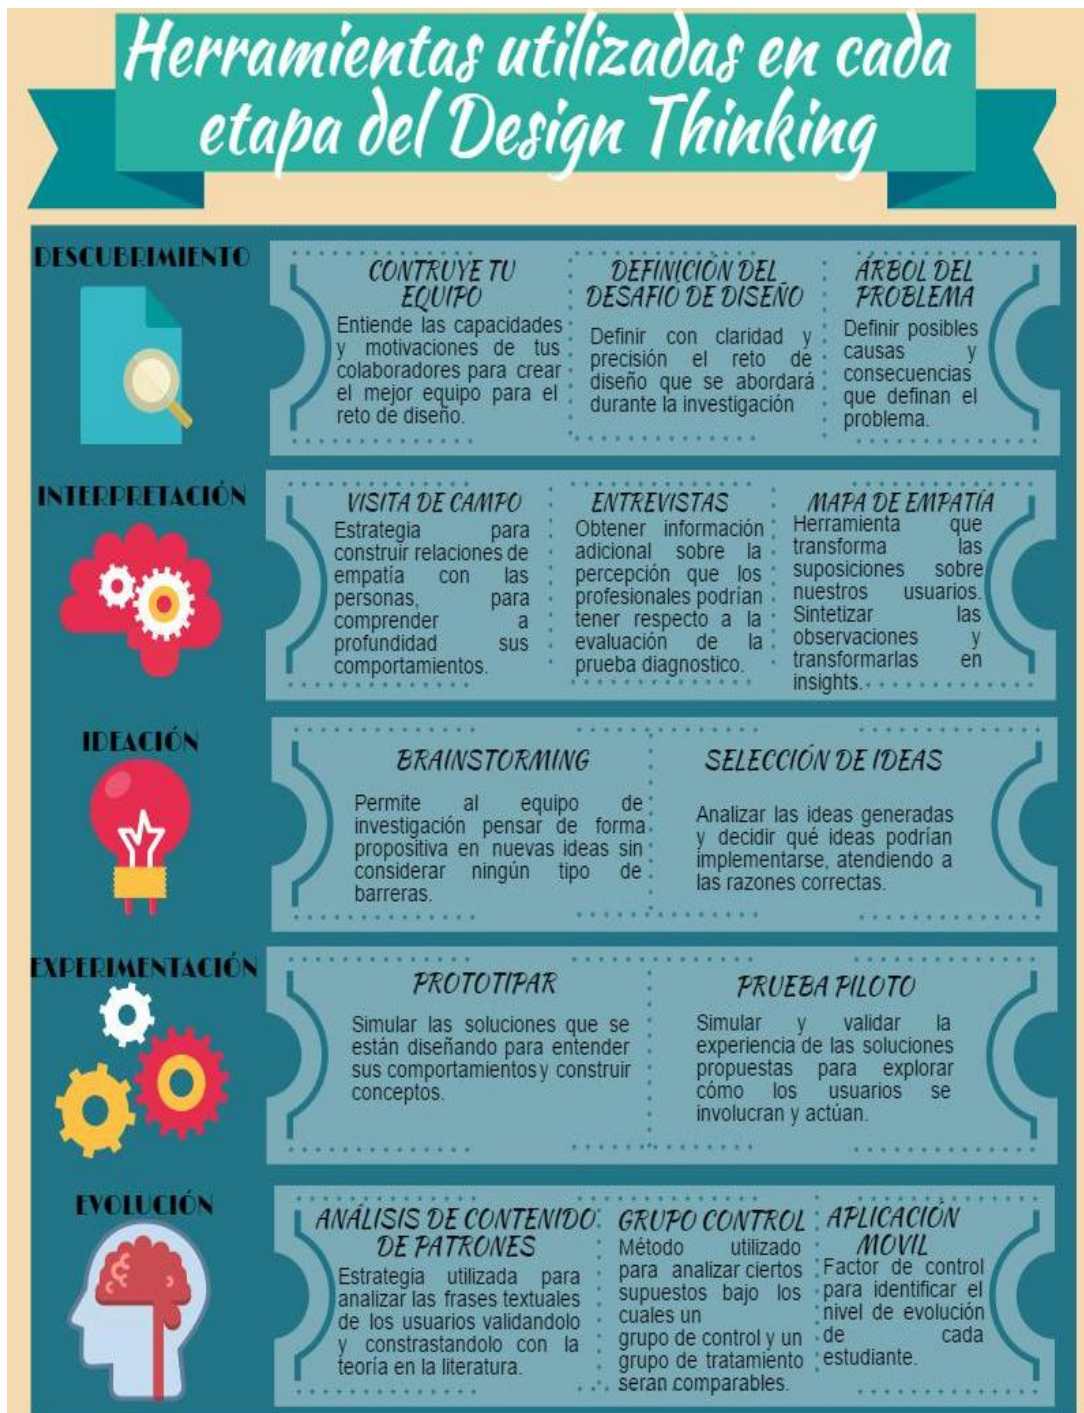 Herramientas utilizadas en cada
etapa del Design Thinking
DESCUBRIMIENTO
CONTRUYE TU
EQUIPO
Entiende las capacidades
y motivaciones de tus
colaboradores para crear
el mejor equipo para el
reto de diseño.
DEFINICIÓN DEL
DESAFIÓ DE DISEÑO
Definir con claridad y
precisión el reto de
diseño que se abordará
durante la investigación
ÁRBOL DEL
PROBLEMA
Definir posibles
causas y
consecuencias
que definan el
problema.
INTERPRETACIÓN
VISITA DE CAMPO
Estrategia para
construir relaciones de
empatía con las
personas, para
comprender a
profundidad sus
comportamientos.
ENTREVISTAS
Obtener información
adicional sobre la
percepción que los
profesionales podrían
tener respecto a la
evaluación de la
prueba diagnostico.
MAPA DE EMPATÍA
Herramienta que
transforma las
suposiciones sobre
nuestros usuarios.
Sintetizar las
observaciones y
transformarlas en
insights.
IDEACIÓN
BRAINSTORMING
Permite al equipo de
investigación pensar de forma
propositiva en nuevas ideas sin
considerar ningún tipo de
barreras.
SELECCIÓN DE IDEAS
Analizar las ideas generadas
y decidir qué ideas podrían
implementarse, atendiendo a
las razones correctas.
EXPERIMENTACIÓN
PROTOTIPAR
Simular las soluciones que se
están diseñando para entender
sus comportamientos y construir
conceptos.
PRUEBA PILOTO
Simular y validar la
experiencia de las soluciones
propuestas para explorar
cómo los usuarios se
involucran y actúan.
EVOLUCIÓN
ANÁLISIS DE CONTENIDO
DE PATRONES
Estrategia utilizada para
analizar las frases textuales
de los usuarios validandolo
y constrastandolo con la
teoría en la literatura.
GRUPO CONTROL
Método utilizado
para analizar ciertos
supuestos bajo los
cuales un
grupo de control y un
grupo de tratamiento
seran comparables.
APLICACIÓN
MOVIL
Factor de control
para identificar el
nivel de evolución
de cada
estudiante.